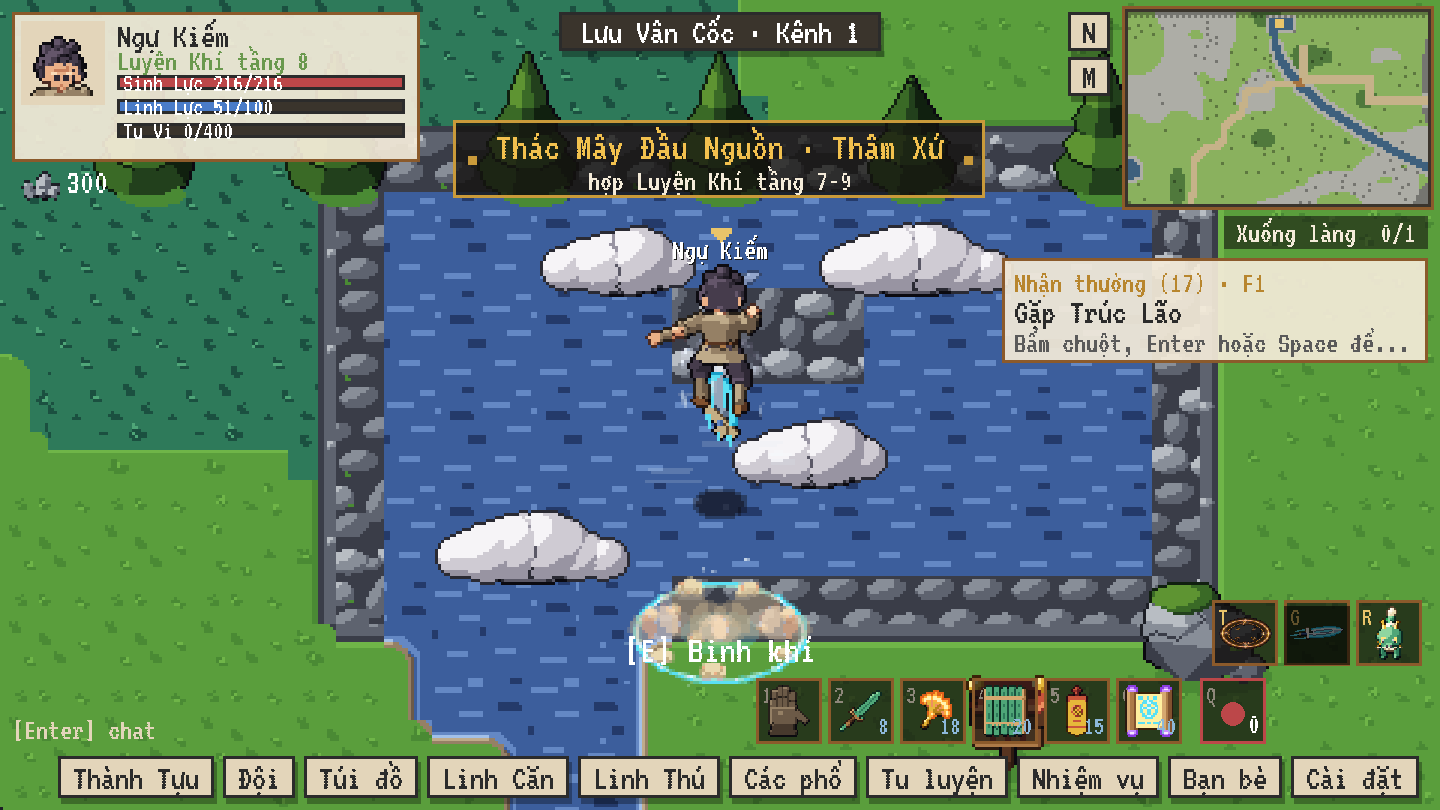 Ngự Kiếm
Luyện Khí tầng 8
Sinh Lực 216/216
Linh Lực 51/100
Tu Vi 0/400
300
Lưu Vân Cốc · Kênh 1
N
M
Thác Mây Đầu Nguồn · Thâm Xứ
hợp Luyện Khí tầng 7-9
Xuống làng 0/1
Nhận thưởng (17) · F1
Gặp Trúc Lão
Bấm chuột, Enter hoặc Space để...
Ngự Kiếm
[E] Binh khí
T
G
R
1
2
8
3
18
20
5
15
Q
0
[Enter] chat
Thành Tựu
Đội
Túi đồ
Linh Căn
Linh Thú
Các phổ
Tu luyện
Nhiệm vụ
Bạn bè
Cài đặt